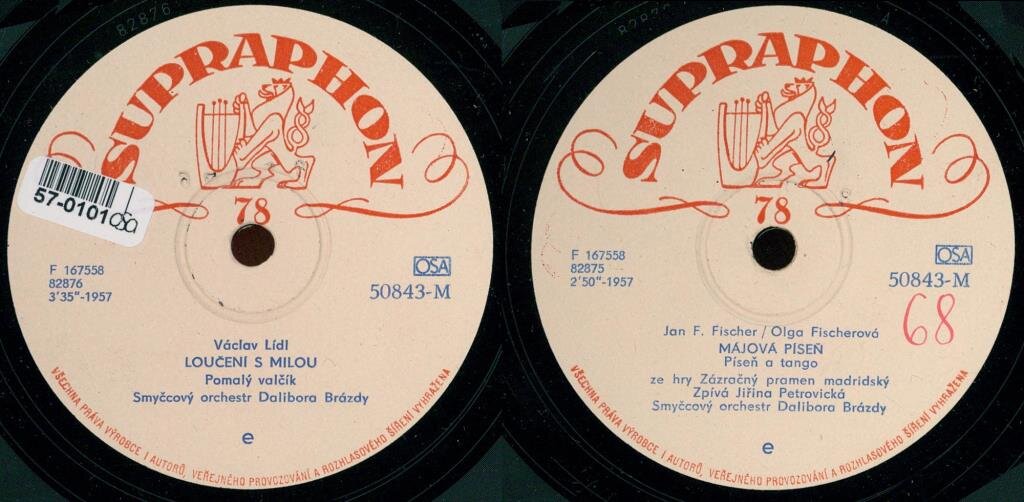 82876
SUPRAPHON
78
57-0101
OSA
F 167558
82876
3'35"-1957
OSA
50843-M
Václav Lídl
LOUČENÍ S MILOU
Pomalý valčík
Smyčcový orchestr Dalibora Brázdy
e
VŠECHNA PRÁVA VÝROBCE I AUTORŮ, VEŘEJNÉHO PROVOZOVÁNÍ A ROZHLASOVÉHO ŠÍŘENÍ VYHRAŽENA
A
SUPRAPHON
78
F 167558
82875
2'50"-1957
OSA
50843-M
68
Jan F. Fischer / Olga Fischerová
MÁJOVÁ PÍSEŇ
Píseň a tango
ze hry Zázračný pramen madridský
Zpívá Jiřina Petrovická
Smyčcový orchestr Dalibora Brázdy
e
VŠECHNA PRÁVA VÝROBCE I AUTORŮ, VEŘEJNÉHO PROVOZOVÁNÍ A ROZHLASOVÉHO ŠÍŘENÍ VYHRAŽENA